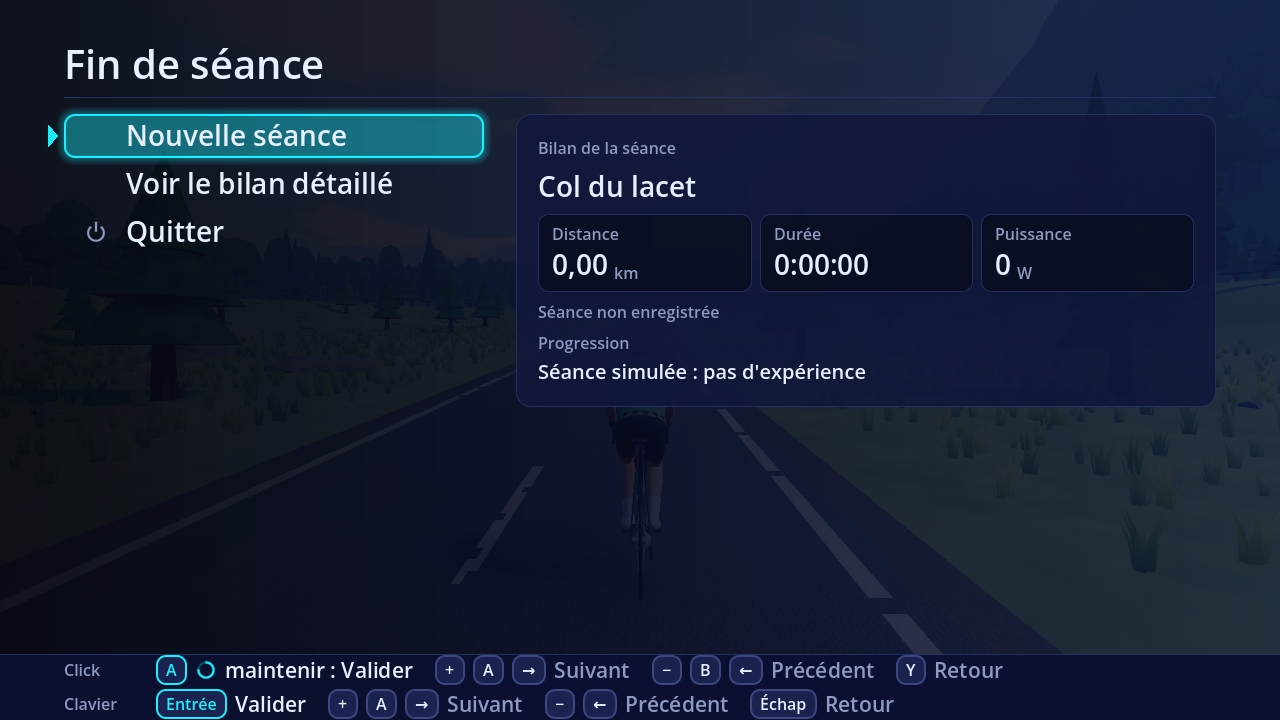 Fin de séance
Nouvelle séance
Voir le bilan détaillé
Quitter
Bilan de la séance
Col du lacet
Distance
0,00 km
Durée
0:00:00
Puissance
0 W
Séance non enregistrée
Progression
Séance simulée : pas d'expérience
Click A maintenir : Valider + A → Suivant − B ← Précédent Y Retour
Clavier Entrée Valider + A → Suivant − ← Précédent Échap Retour